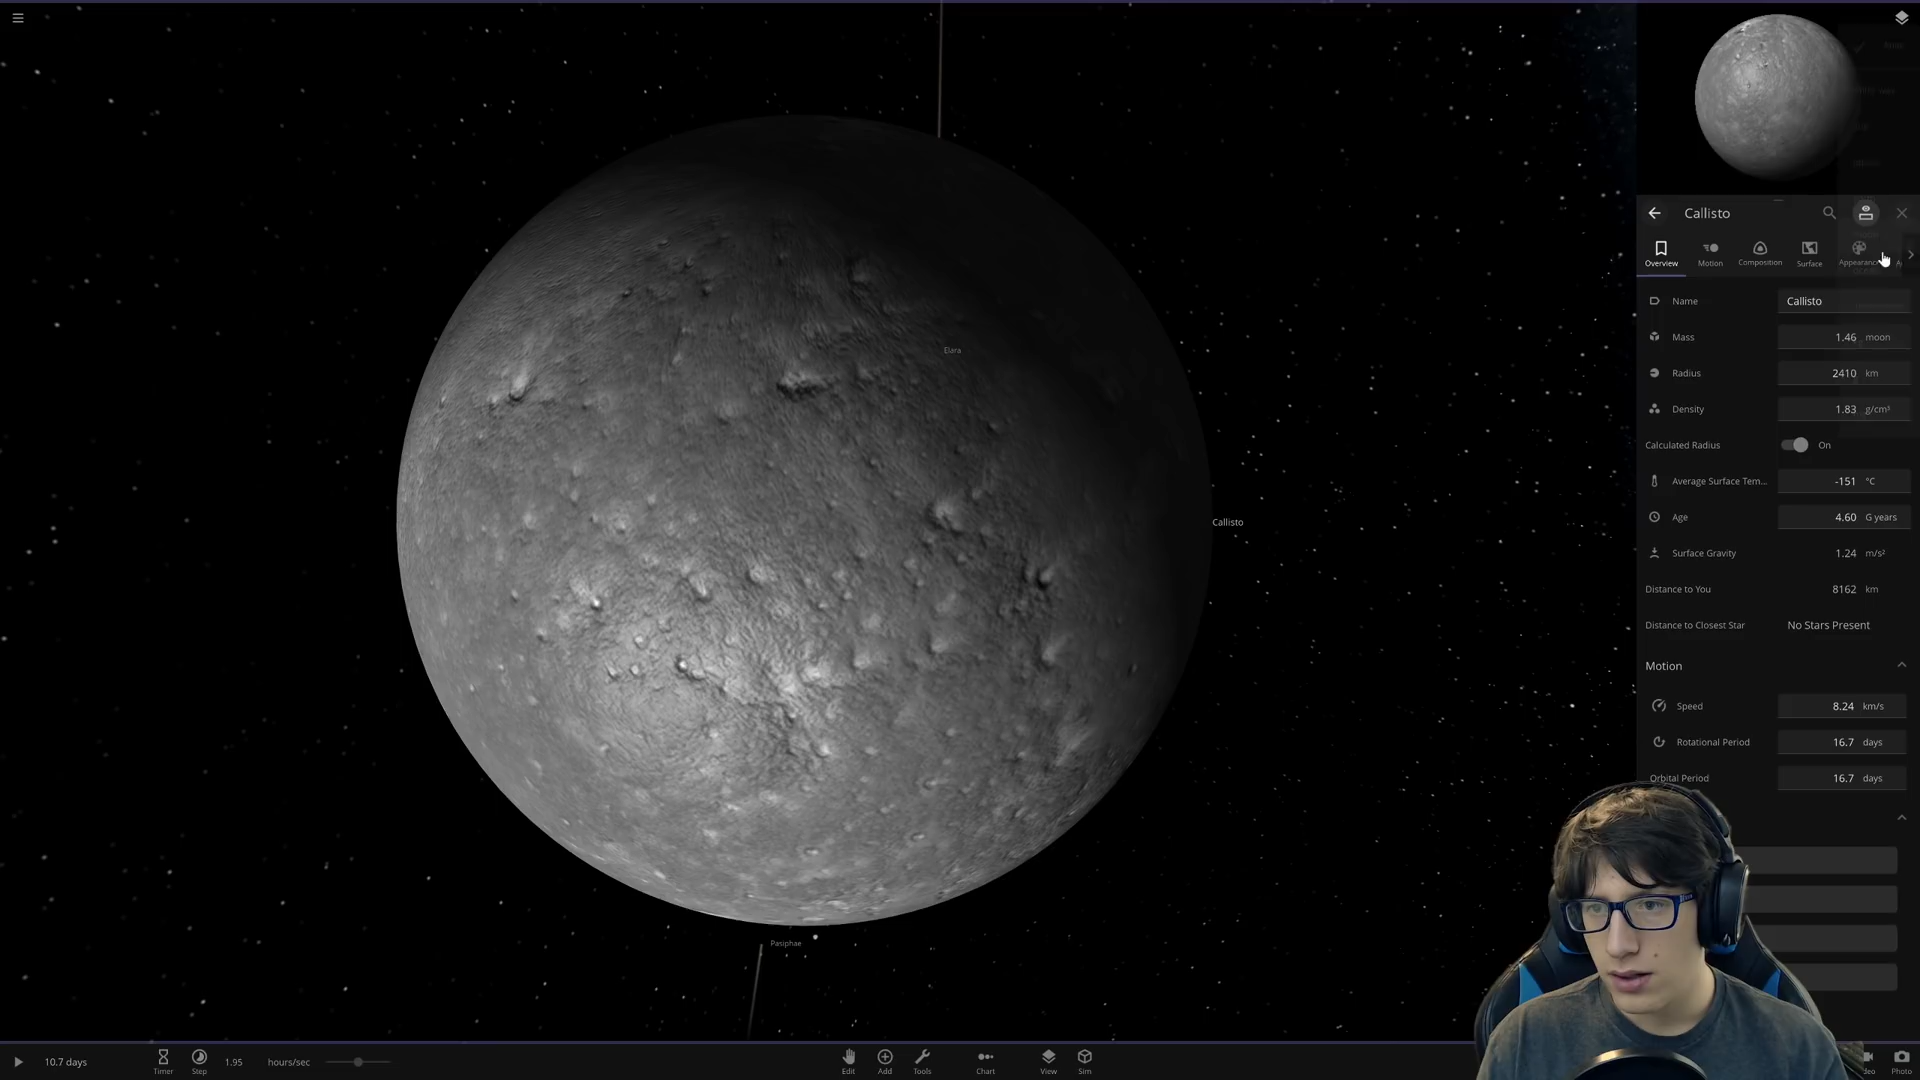 Callisto
Overview
Motion
Composition
Surface
Appearance
Name Callisto
Mass 1.46 moon
Radius 2410 km
Density 1.83 g/cm³
Calculated Radius On
Average Surface Tem... -151 °C
Age 4.60 G years
Surface Gravity 1.24 m/s²
Distance to You 8162 km
Distance to Closest Star No Stars Present
Motion
Speed 8.24 km/s
Rotational Period 16.7 days
Orbital Period 16.7 days
Elara
Callisto
Pasiphae
10.7 days
Timer
Step
1.95 hours/sec
Edit
Add
Tools
Chart
View
Sim
Photo